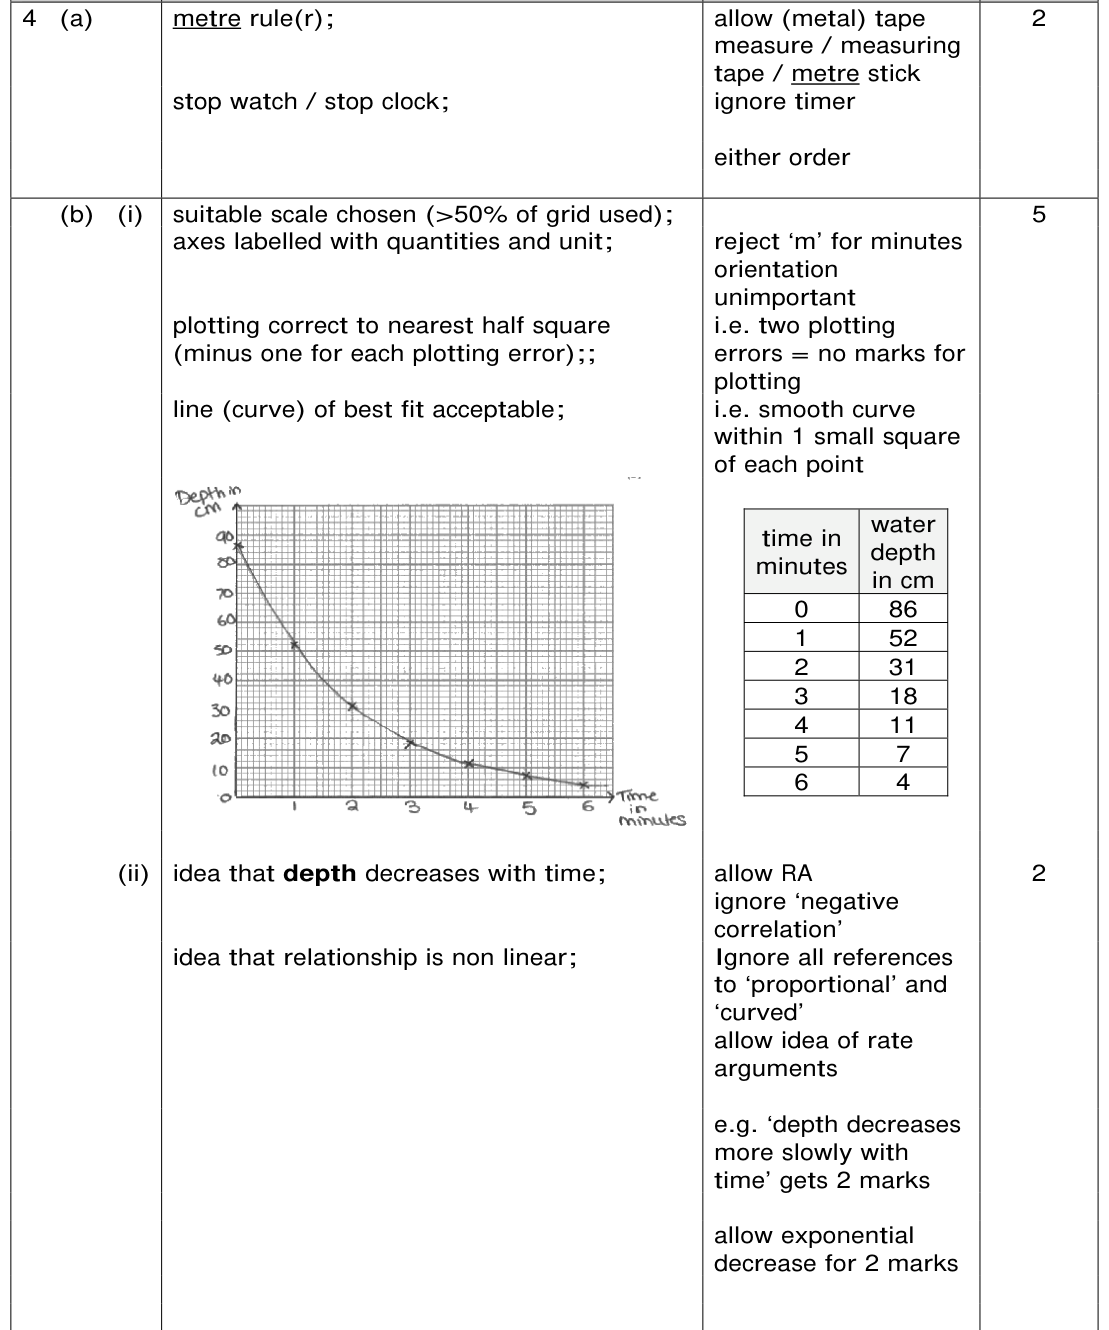 4 (a) metre rule(r); allow (metal) tape 2
measure / measuring
tape / metre stick
stop watch / stop clock; ignore timer
either order
(b) (i) suitable scale chosen (>50% of grid used); 5
axes labelled with quantities and unit; reject ‘m’ for minutes
orientation
unimportant
plotting correct to nearest half square i.e. two plotting
(minus one for each plotting error);; errors = no marks for
plotting
line (curve) of best fit acceptable; i.e. smooth curve
within 1 small square
of each point
Depth in
cm
90
80
70
60
50
40
30
20
10
0
1 2 3 4 5 6
Time
in
minutes
time in minutes water depth in cm
0 86
1 52
2 31
3 18
4 11
5 7
6 4
(ii) idea that depth decreases with time; allow RA 2
ignore ‘negative
correlation’
idea that relationship is non linear; Ignore all references
to ‘proportional’ and
‘curved’
allow idea of rate
arguments
e.g. ‘depth decreases
more slowly with
time’ gets 2 marks
allow exponential
decrease for 2 marks